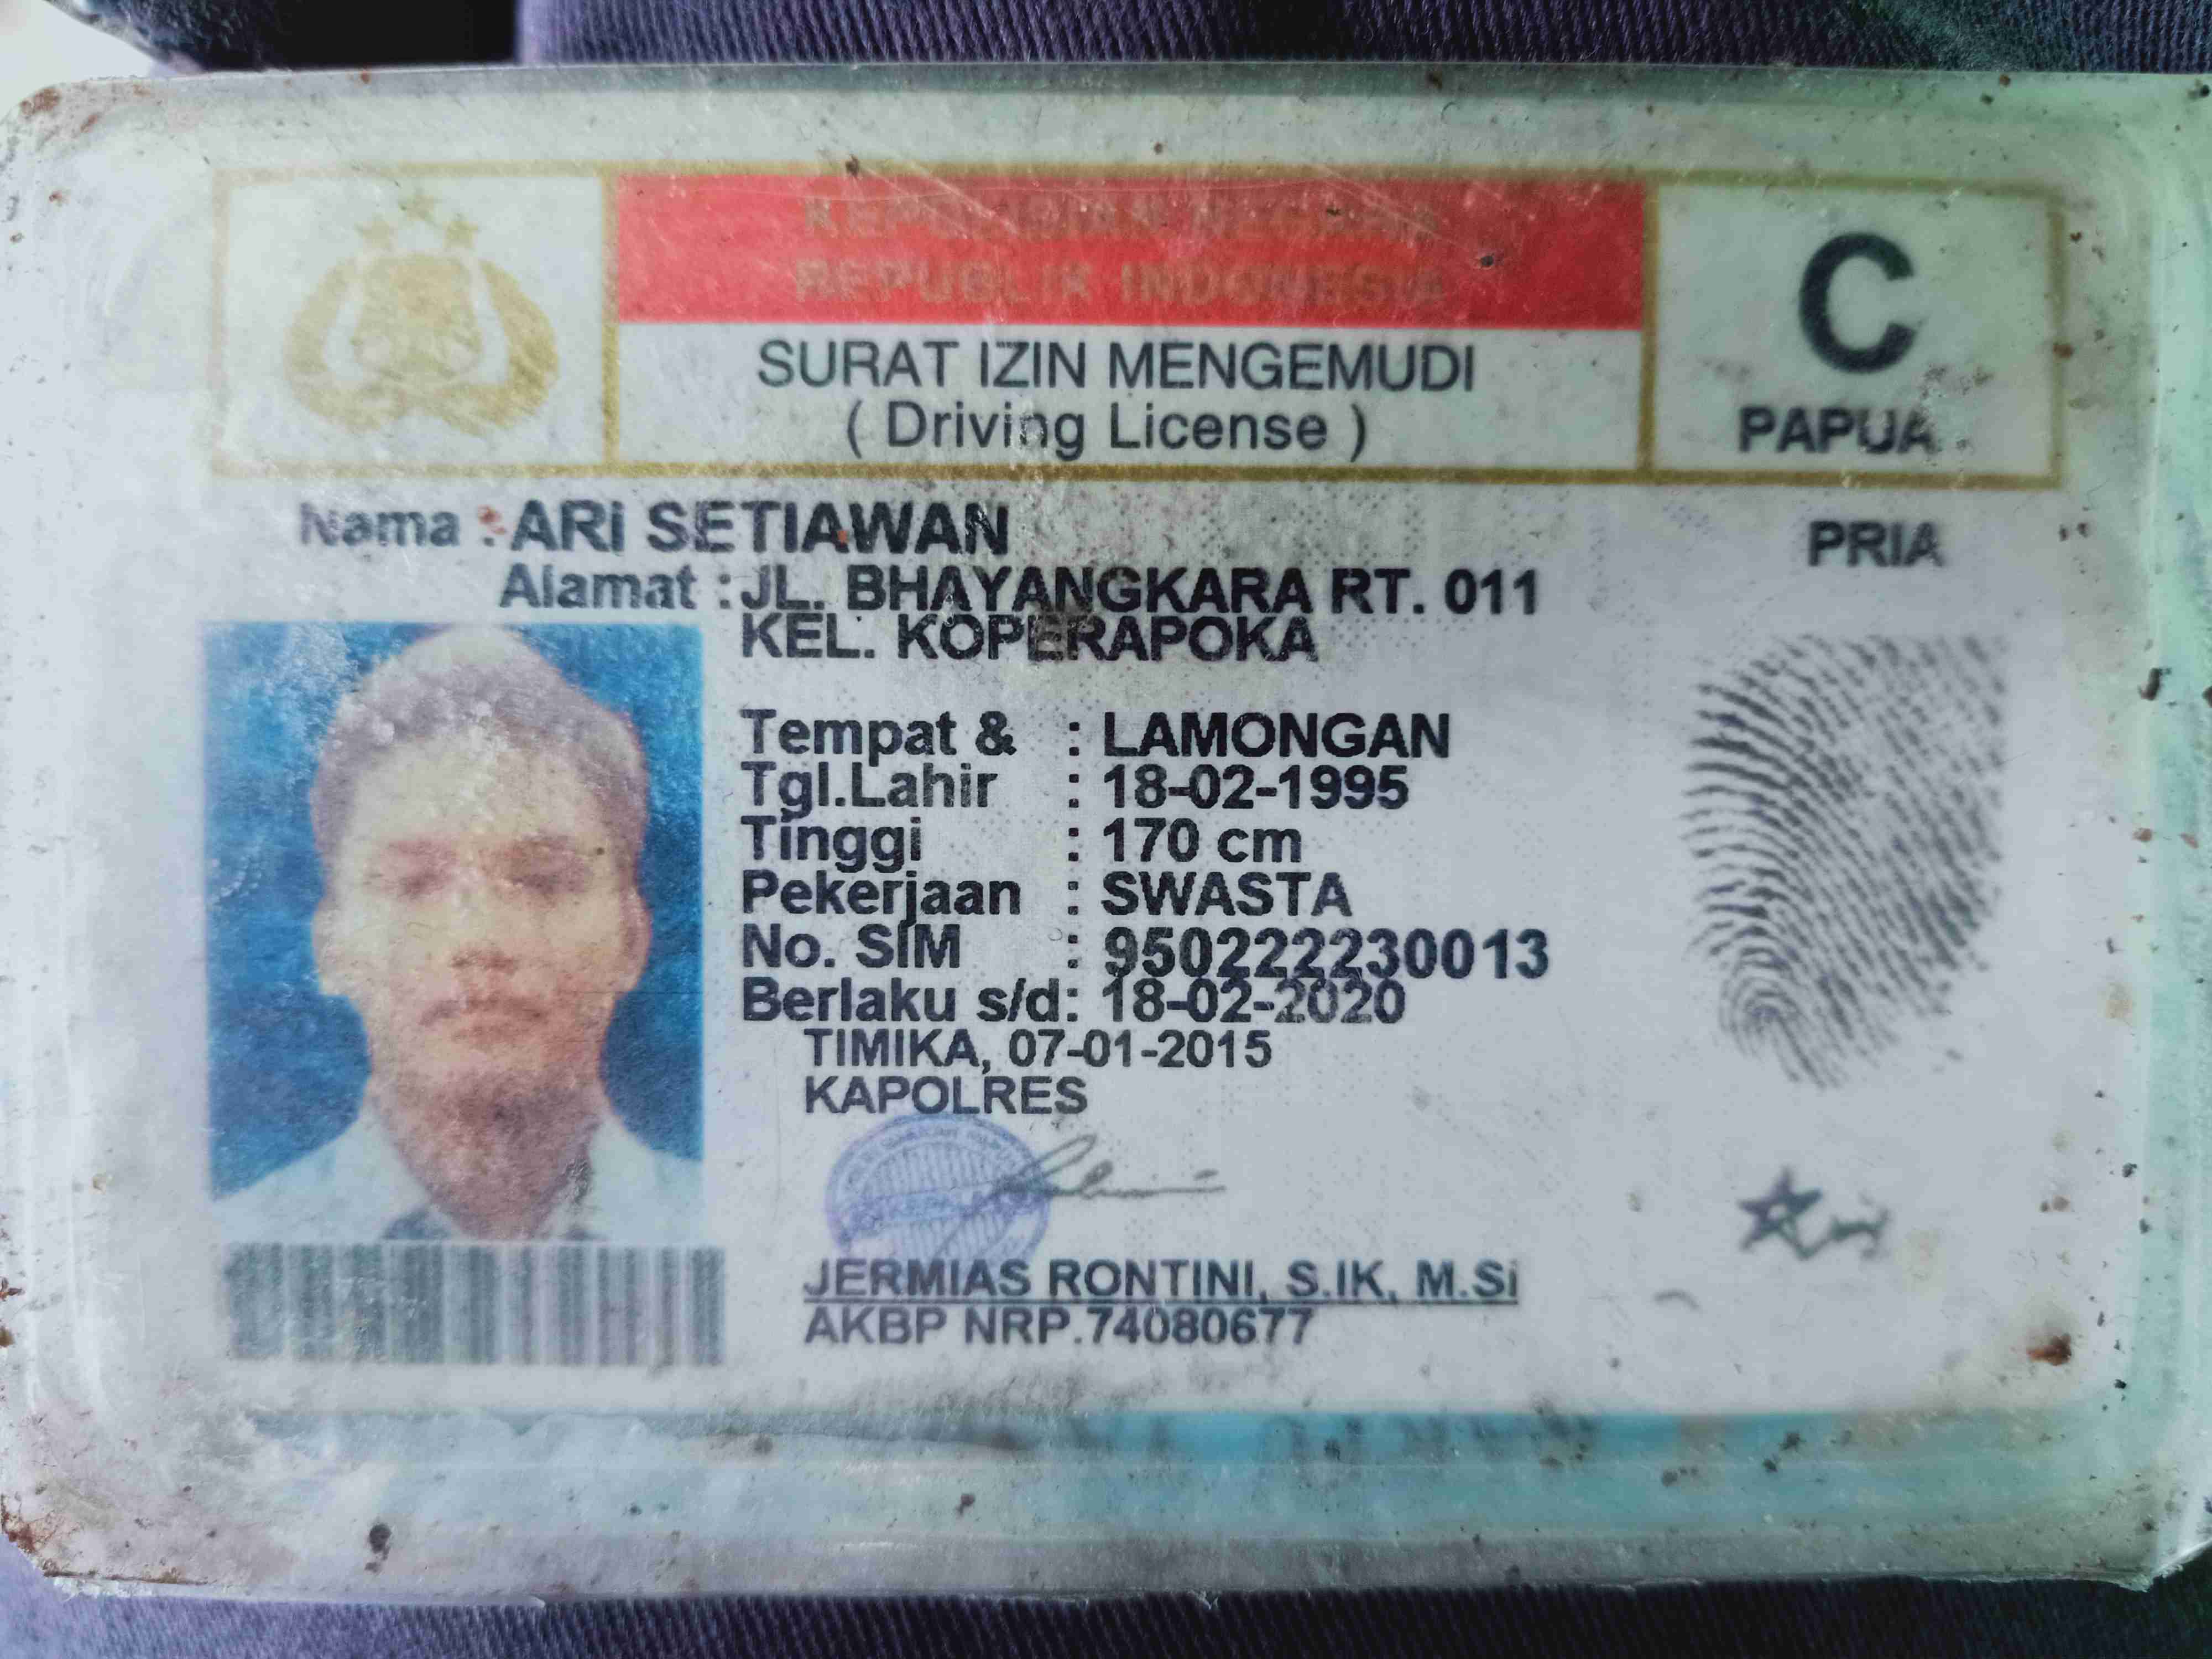 KEPOLISIAN NEGARA
REPUBLIK INDONESIA
SURAT IZIN MENGEMUDI
( Driving License )
C
PAPUA
Nama : ARI SETIAWAN
PRIA
Alamat : JL. BHAYANGKARA RT. 011
KEL. KOPERAPOKA
Tempat & : LAMONGAN
Tgl.Lahir : 18-02-1995
Tinggi : 170 cm
Pekerjaan : SWASTA
No. SIM : 950222230013
Berlaku s/d: 18-02-2020
TIMIKA, 07-01-2015
KAPOLRES
JERMIAS RONTINI, S.IK, M.Si
AKBP NRP.74080677